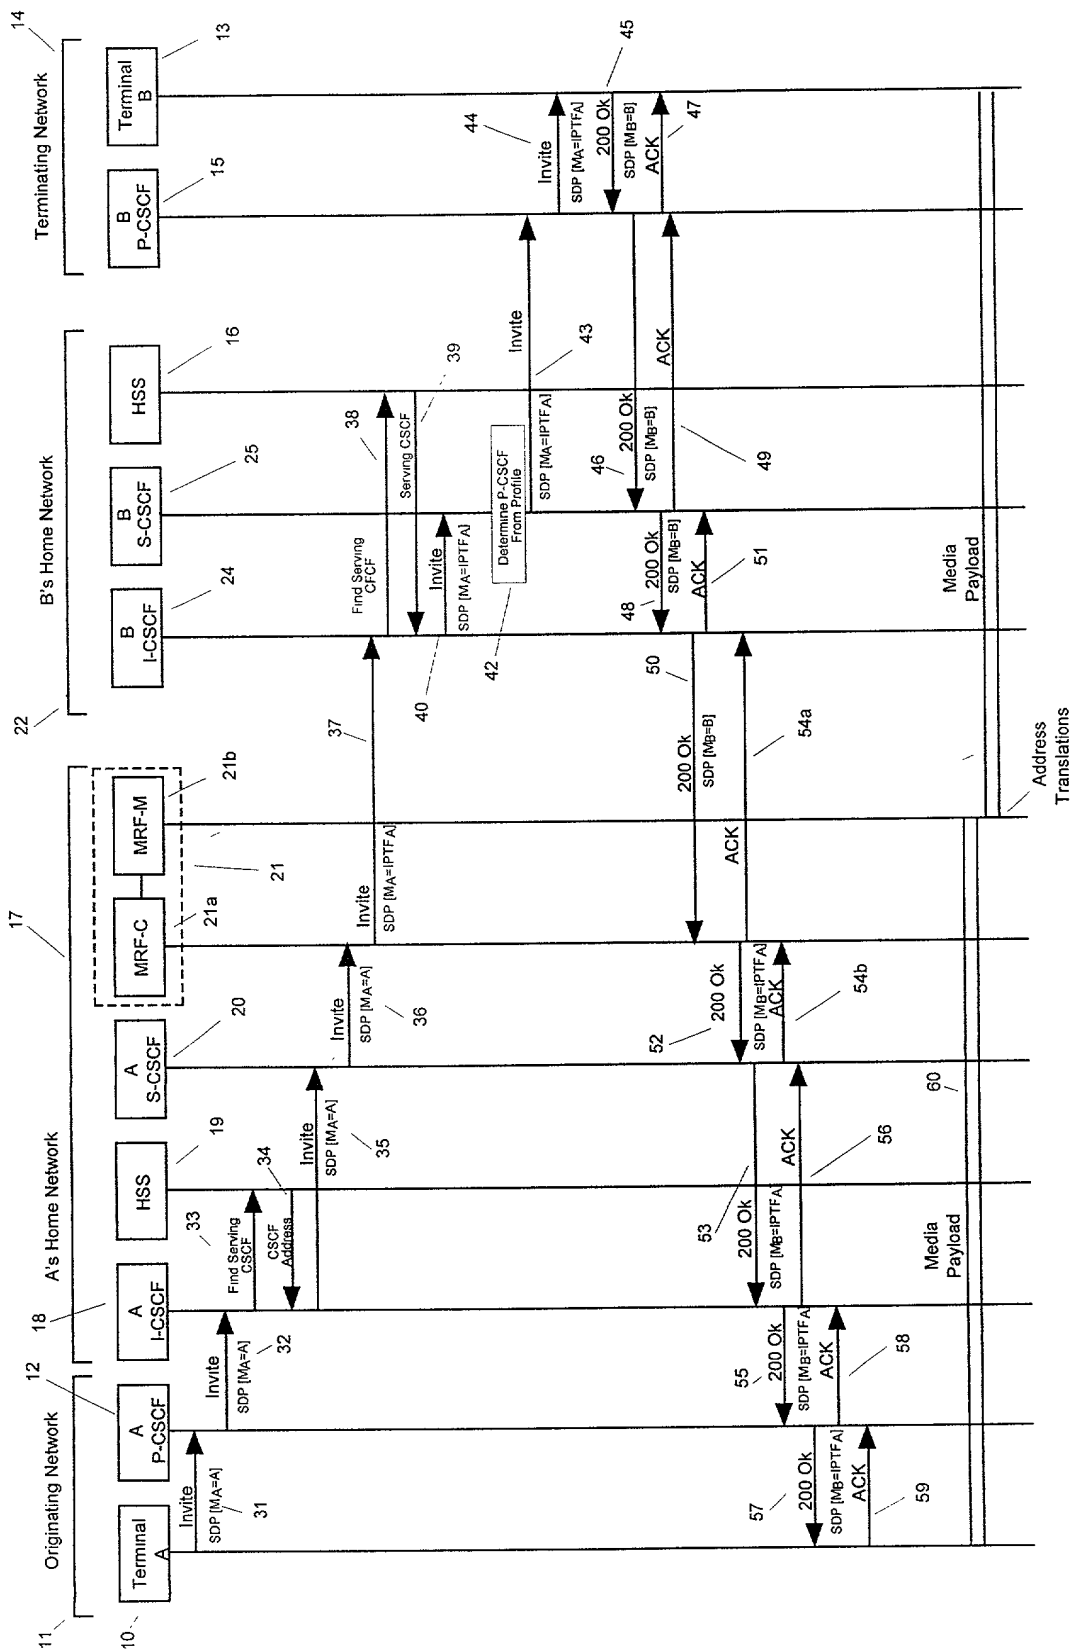 11
Originating Network
A's Home Network
17
22
B's Home Network
Terminating Network
14
10
Terminal
A
12
A
P-CSCF
18
A
I-CSCF
HSS
19
A
S-CSCF
20
MRF-C
21a
MRF-M
21b
21
B
I-CSCF
24
B
S-CSCF
25
HSS
16
B
P-CSCF
15
Terminal
B
13
Invite
SDP [MA=A]
31
Invite
SDP [MA=A]
32
33
Find Serving
CSCF
34
CSCF
Address
Invite
SDP [MA=A]
35
Invite
SDP [MA=A]
36
Invite
SDP [MA=IPTFA]
37
Find Serving
CFCF
38
Serving CSCF
39
Invite
SDP [MA=IPTFA]
40
Determine P-CSCF
From Profile
42
Invite
SDP [MA=IPTFA]
43
Invite
SDP [MA=IPTFA]
44
200 Ok
SDP [MB=B]
45
200 Ok
SDP [MB=B]
46
ACK
47
200 Ok
SDP [MB=B]
48
ACK
49
200 Ok
SDP [MB=B]
50
ACK
51
200 Ok
SDP [MB=IPTFA]
52
ACK
54a
ACK
54b
200 Ok
SDP [MB=IPTFA]
53
200 Ok
SDP [MB=IPTFA]
55
ACK
56
200 Ok
SDP [MB=IPTFA]
57
ACK
58
ACK
59
Media
Payload
60
Media
Payload
Address
Translations